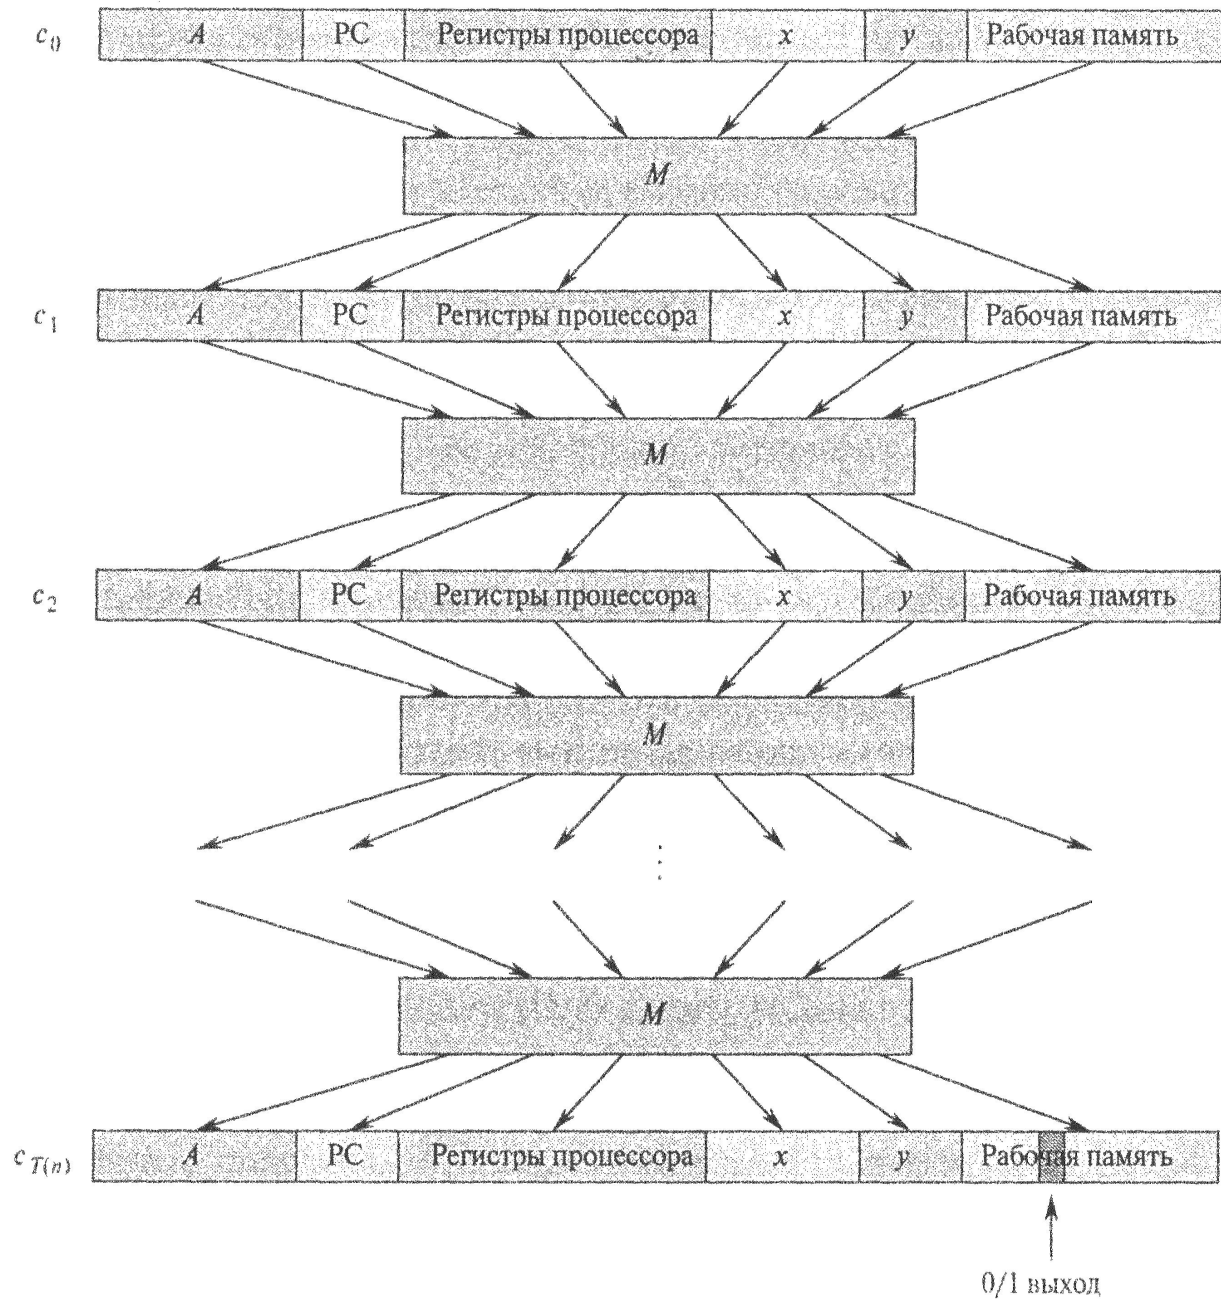 c₀ A PC Регистры процессора x y Рабочая память
M
c₁ A PC Регистры процессора x y Рабочая память
M
c₂ A PC Регистры процессора x y Рабочая память
M
⋮
M
c_T(n) A PC Регистры процессора x y Рабочая память
0/1 выход